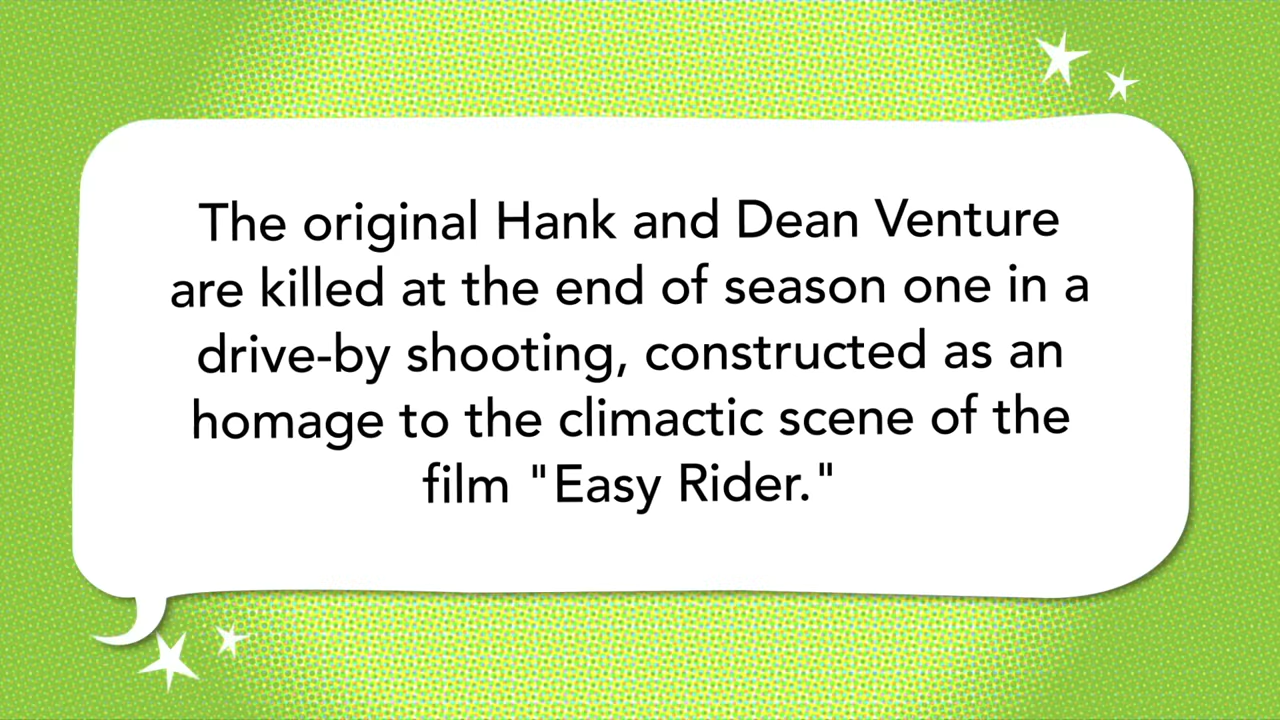 The original Hank and Dean Venture
are killed at the end of season one in a
drive-by shooting, constructed as an
homage to the climactic scene of the
film "Easy Rider."